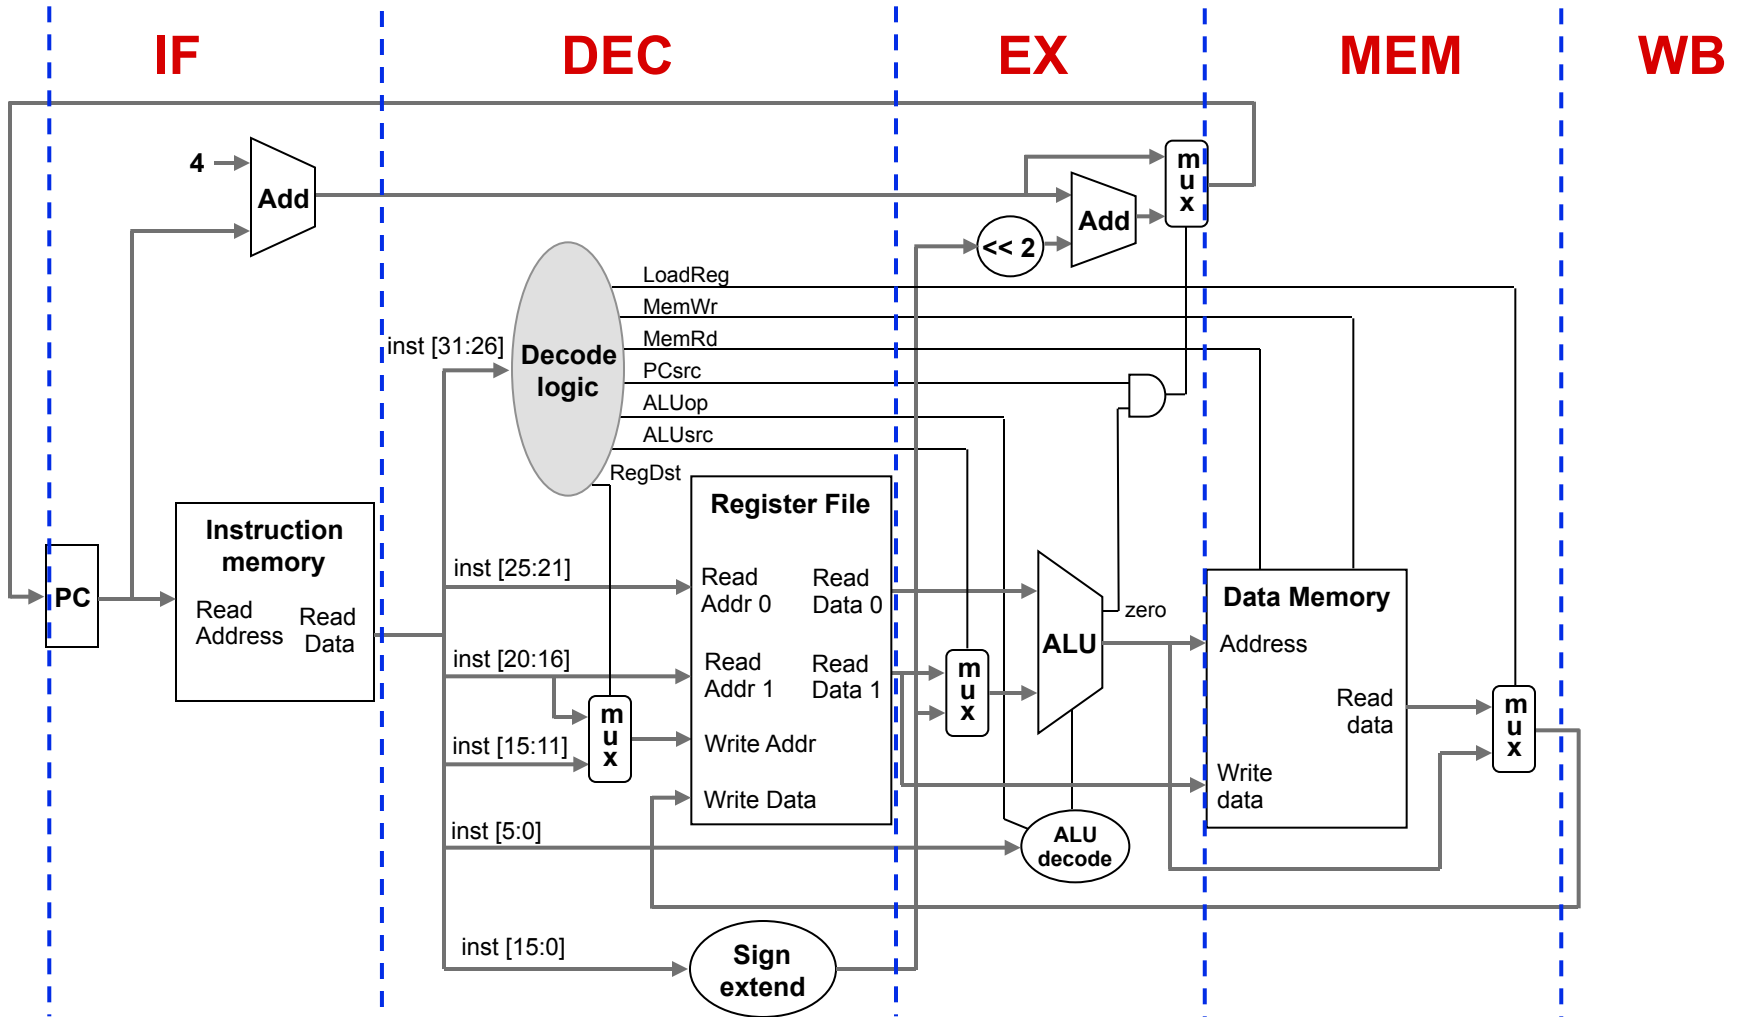 IF
DEC
EX
MEM
WB
4
Add
Add
<< 2
m
u
x
LoadReg
MemWr
MemRd
PCsrc
ALUop
ALUsrc
RegDst
inst [31:26]
Decode
logic
PC
Instruction
memory
Read
Address
Read
Data
inst [25:21]
inst [20:16]
inst [15:11]
inst [5:0]
inst [15:0]
m
u
x
Register File
Read
Addr 0
Read
Data 0
Read
Addr 1
Read
Data 1
Write Addr
Write Data
Sign
extend
m
u
x
ALU
zero
ALU
decode
Data Memory
Address
Read
data
Write
data
m
u
x